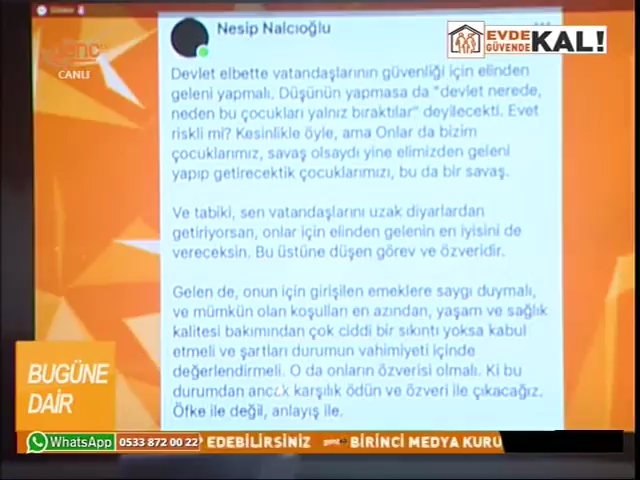 Nesip Nalcıoğlu
EVDE
GÜVENDE
KAL!
CANLI
Devlet elbette vatandaşlarının güvenliği için elinden
geleni yapmalı. Düşünün yapmasa da "devlet nerede,
neden bu çocukları yalnız bıraktılar" deyilecekti. Evet
riskli mi? Kesinlikle öyle, ama Onlar da bizim
çocuklarımız, savaş olsaydı yine elimizden geleni
yapıp getirecektik çocuklarımızı, bu da bir savaş.
Ve tabiki, sen vatandaşlarını uzak diyarlardan
getiriyorsan, onlar için elinden gelenin en iyisini de
vereceksin. Bu üstüne düşen görev ve özveridir.
Gelen de, onun için girişilen emeklere saygı duymalı,
ve mümkün olan koşulları en azından, yaşam ve sağlık
kalitesi bakımından çok ciddi bir sıkıntı yoksa kabul
etmeli ve şartları durumun vahimiyeti içinde
değerlendirmeli. O da onların özverisi olmalı. Ki bu
durumdan ancak karşılık ödün ve özveri ile çıkacağız.
Öfke ile değil, anlayış ile.
BUGÜNE
DAİR
WhatsApp 0533 872 00 22 EDEBİLİRSİNİZ BİRİNCİ MEDYA KURU